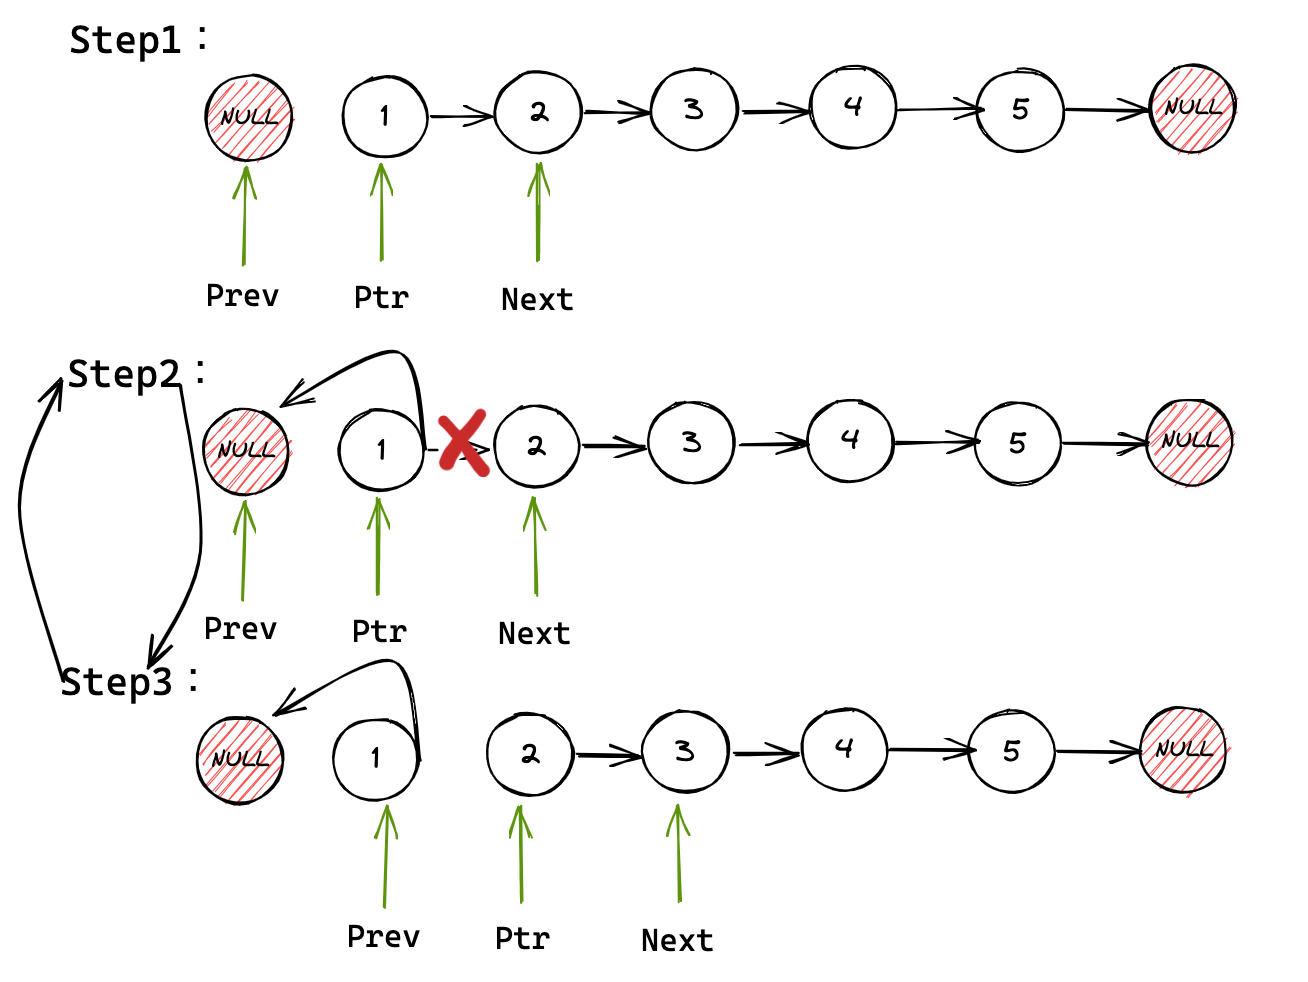 Step1：
NULL 1 2 3 4 5 NULL
Prev Ptr Next
Step2：
NULL 1 2 3 4 5 NULL
Prev Ptr Next
Step3：
NULL 1 2 3 4 5 NULL
Prev Ptr Next